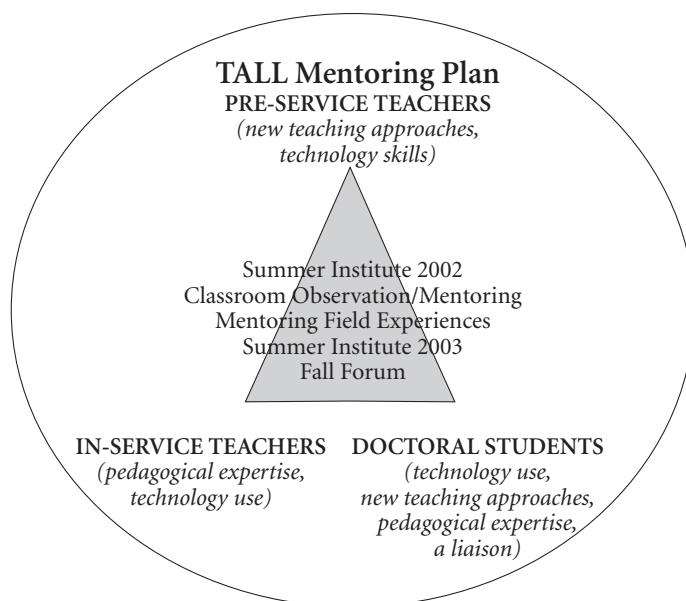 TALL Mentoring Plan
PRE-SERVICE TEACHERS
(new teaching approaches,
technology skills)
Summer Institute 2002
Classroom Observation/Mentoring
Mentoring Field Experiences
Summer Institute 2003
Fall Forum
IN-SERVICE TEACHERS
(pedagogical expertise,
technology use)
DOCTORAL STUDENTS
(technology use,
new teaching approaches,
pedagogical expertise,
a liaison)